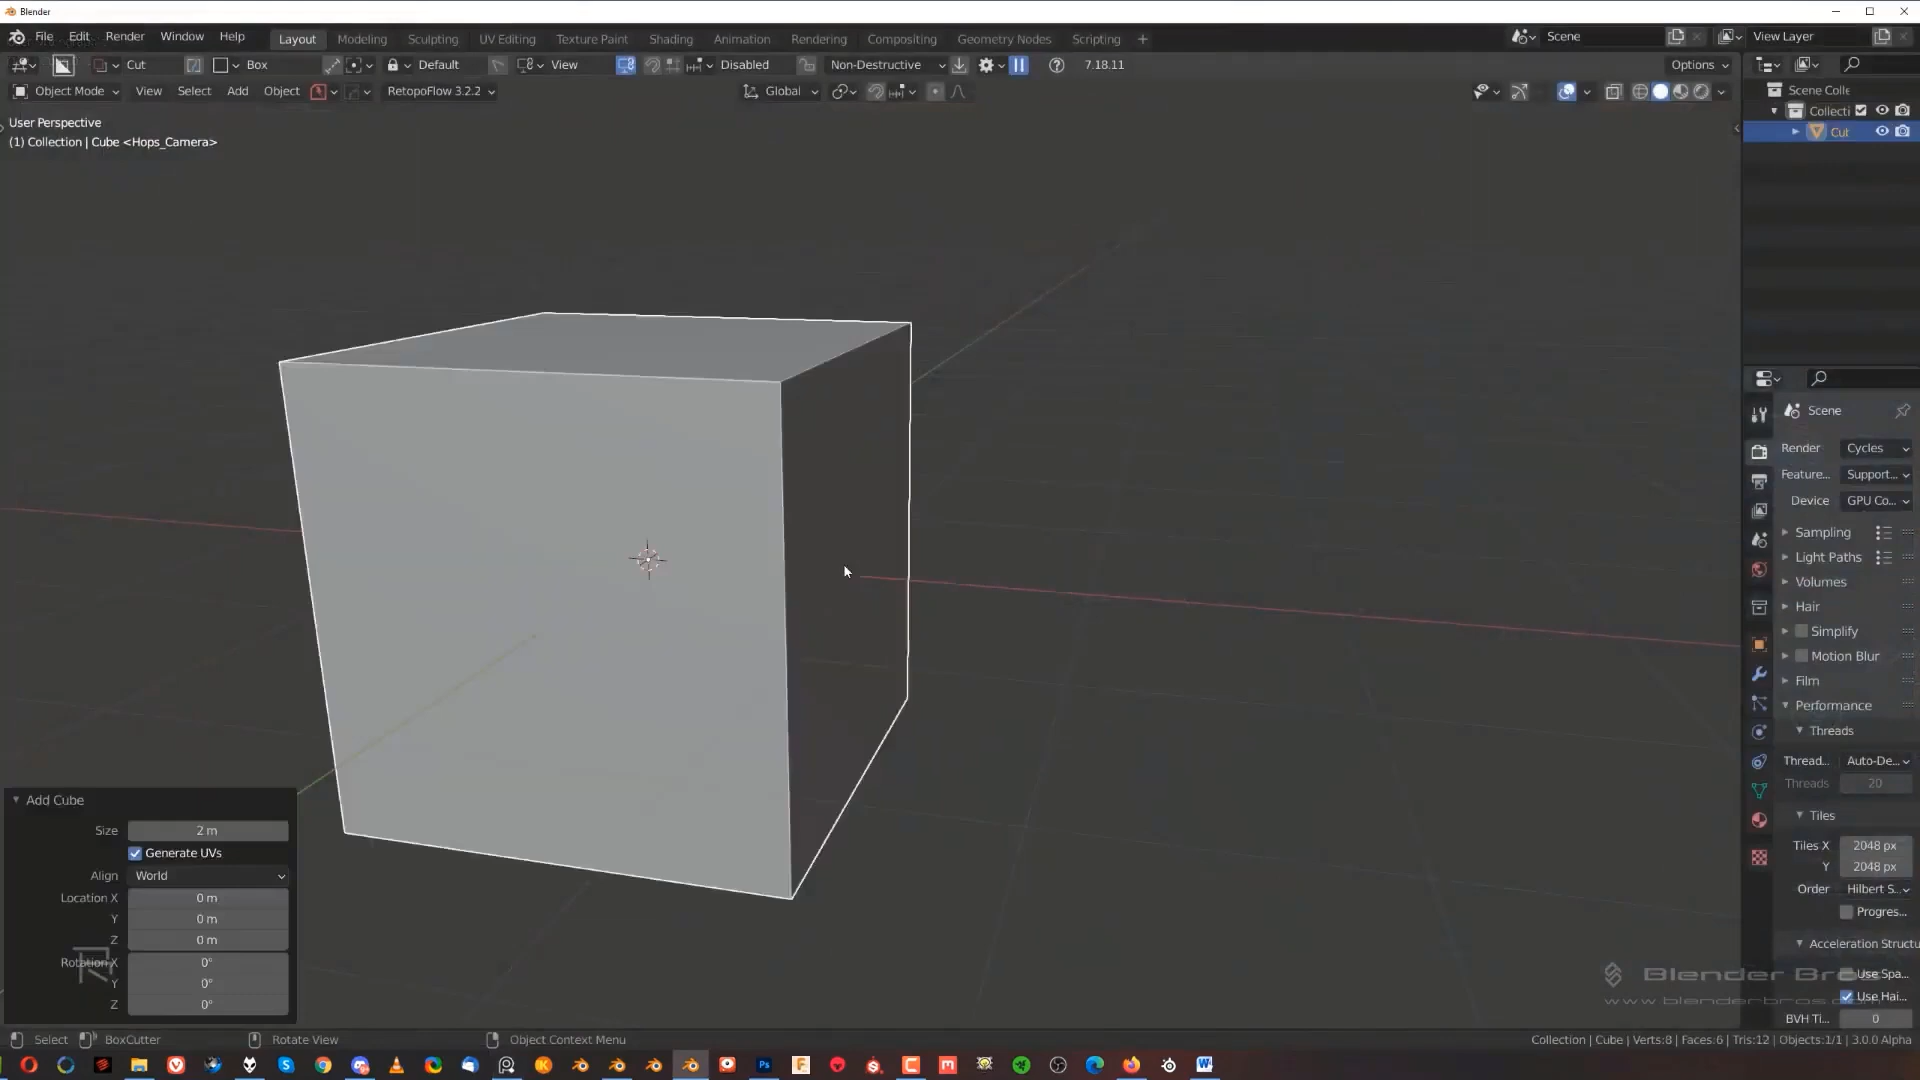 Blender
File Edit Render Window Help Layout Modeling Sculpting UV Editing Texture Paint Shading Animation Rendering Compositing Geometry Nodes Scripting + Scene View Layer
Cut Box Default View Disabled Non-Destructive 7.18.11 Options
Object Mode View Select Add Object RetopoFlow 3.2.2 Global
User Perspective
(1) Collection | Cube <Hops_Camera>
Scene Colle
Collecti
Cut
Scene
Render Cycles
Feature... Support...
Device GPU Co...
Sampling
Light Paths
Volumes
Hair
Simplify
Motion Blur
Film
Performance
Threads
Thread... Auto-De...
Threads 20
Tiles
Tiles X 2048 px
Y 2048 px
Order Hilbert S...
Progres...
Acceleration Structu
Use Spa...
Use Hai...
BVH Ti... 0
Add Cube
Size 2 m
Generate UVs
Align World
Location X 0 m
Y 0 m
Z 0 m
Rotation X 0°
Y 0°
Z 0°
Blender Bros
www.blenderbros.com
Select BoxCutter Rotate View Object Context Menu
Collection | Cube | Verts:8 | Faces:6 | Tris:12 | Objects:1/1 | 3.0.0 Alpha